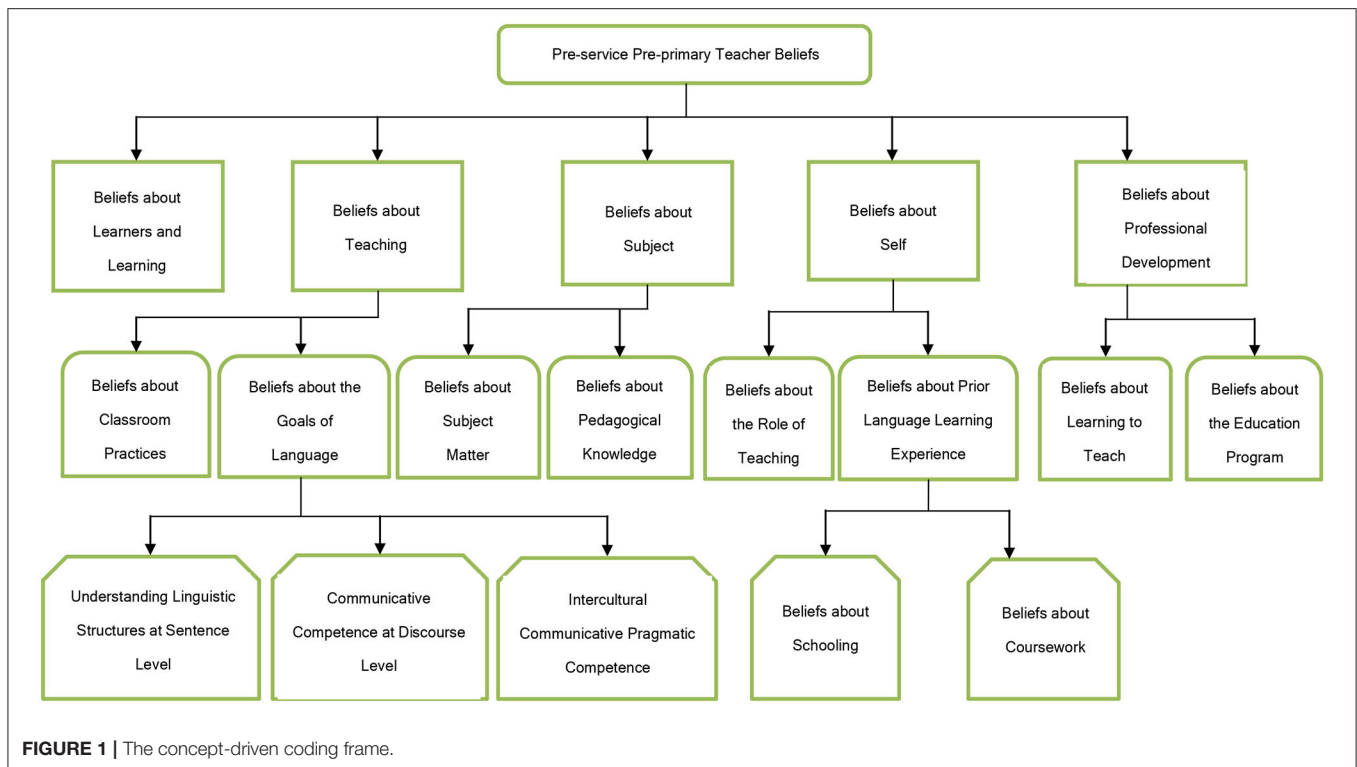 Pre-service Pre-primary Teacher Beliefs
Beliefs about
Learners and
Learning
Beliefs about
Teaching
Beliefs about
Subject
Beliefs about
Self
Beliefs about
Professional
Development
Beliefs about
Classroom
Practices
Beliefs about the
Goals of
Language
Beliefs about
Subject
Matter
Beliefs about
Pedagogical
Knowledge
Beliefs about
the Role of
Teaching
Beliefs about Prior
Language Learning
Experience
Beliefs about
Learning to
Teach
Beliefs about
the Education
Program
Understanding Linguistic
Structures at Sentence
Level
Communicative
Competence at Discourse
Level
Intercultural
Communicative Pragmatic
Competence
Beliefs about
Schooling
Beliefs about
Coursework
FIGURE 1 | The concept-driven coding frame.